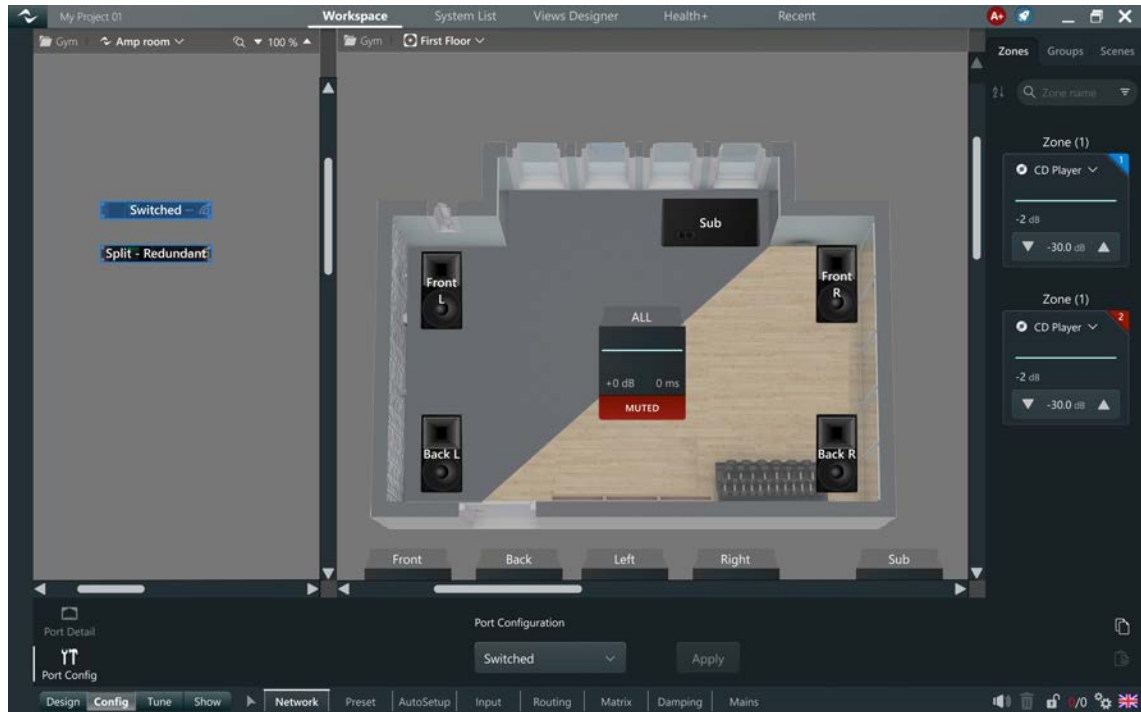 My Project 01
Workspace
System List
Views Designer
Health+
Recent
A+
Gym
Amp room
100 %
Gym
First Floor
Zones
Groups
Scenes
Zone name
Switched
Split - Redundant
Sub
Front
L
Front
R
ALL
+0 dB 0 ms
MUTED
Back L
Back R
Front
Back
Left
Right
Sub
Zone (1)
1
CD Player
-2 dB
-30.0 dB
Zone (1)
2
CD Player
-2 dB
-30.0 dB
Port Detail
Port Config
Port Configuration
Switched
Apply
Design
Config
Tune
Show
Network
Preset
AutoSetup
Input
Routing
Matrix
Damping
Mains
0/0